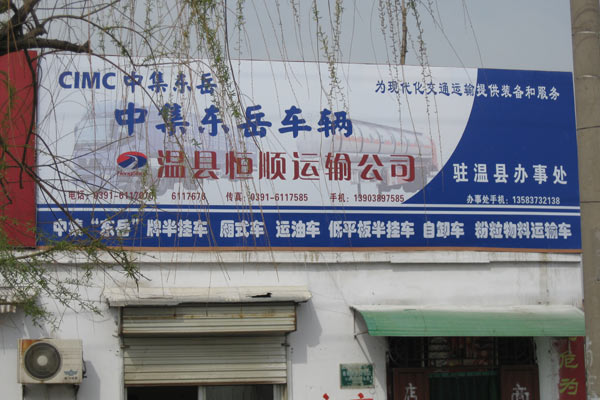 CIMC 中集东岳
为现代化交通运输提供装备和服务
中集东岳车辆
温县恒顺运输公司
驻温县办事处
电话:0391-6117076 6117676 传真:0391-6117585 手机:13903897585
办事处手机:13583732138
中集"东岳"牌半挂车 厢式车 运油车 低平板半挂车 自卸车 粉粒物料运输车